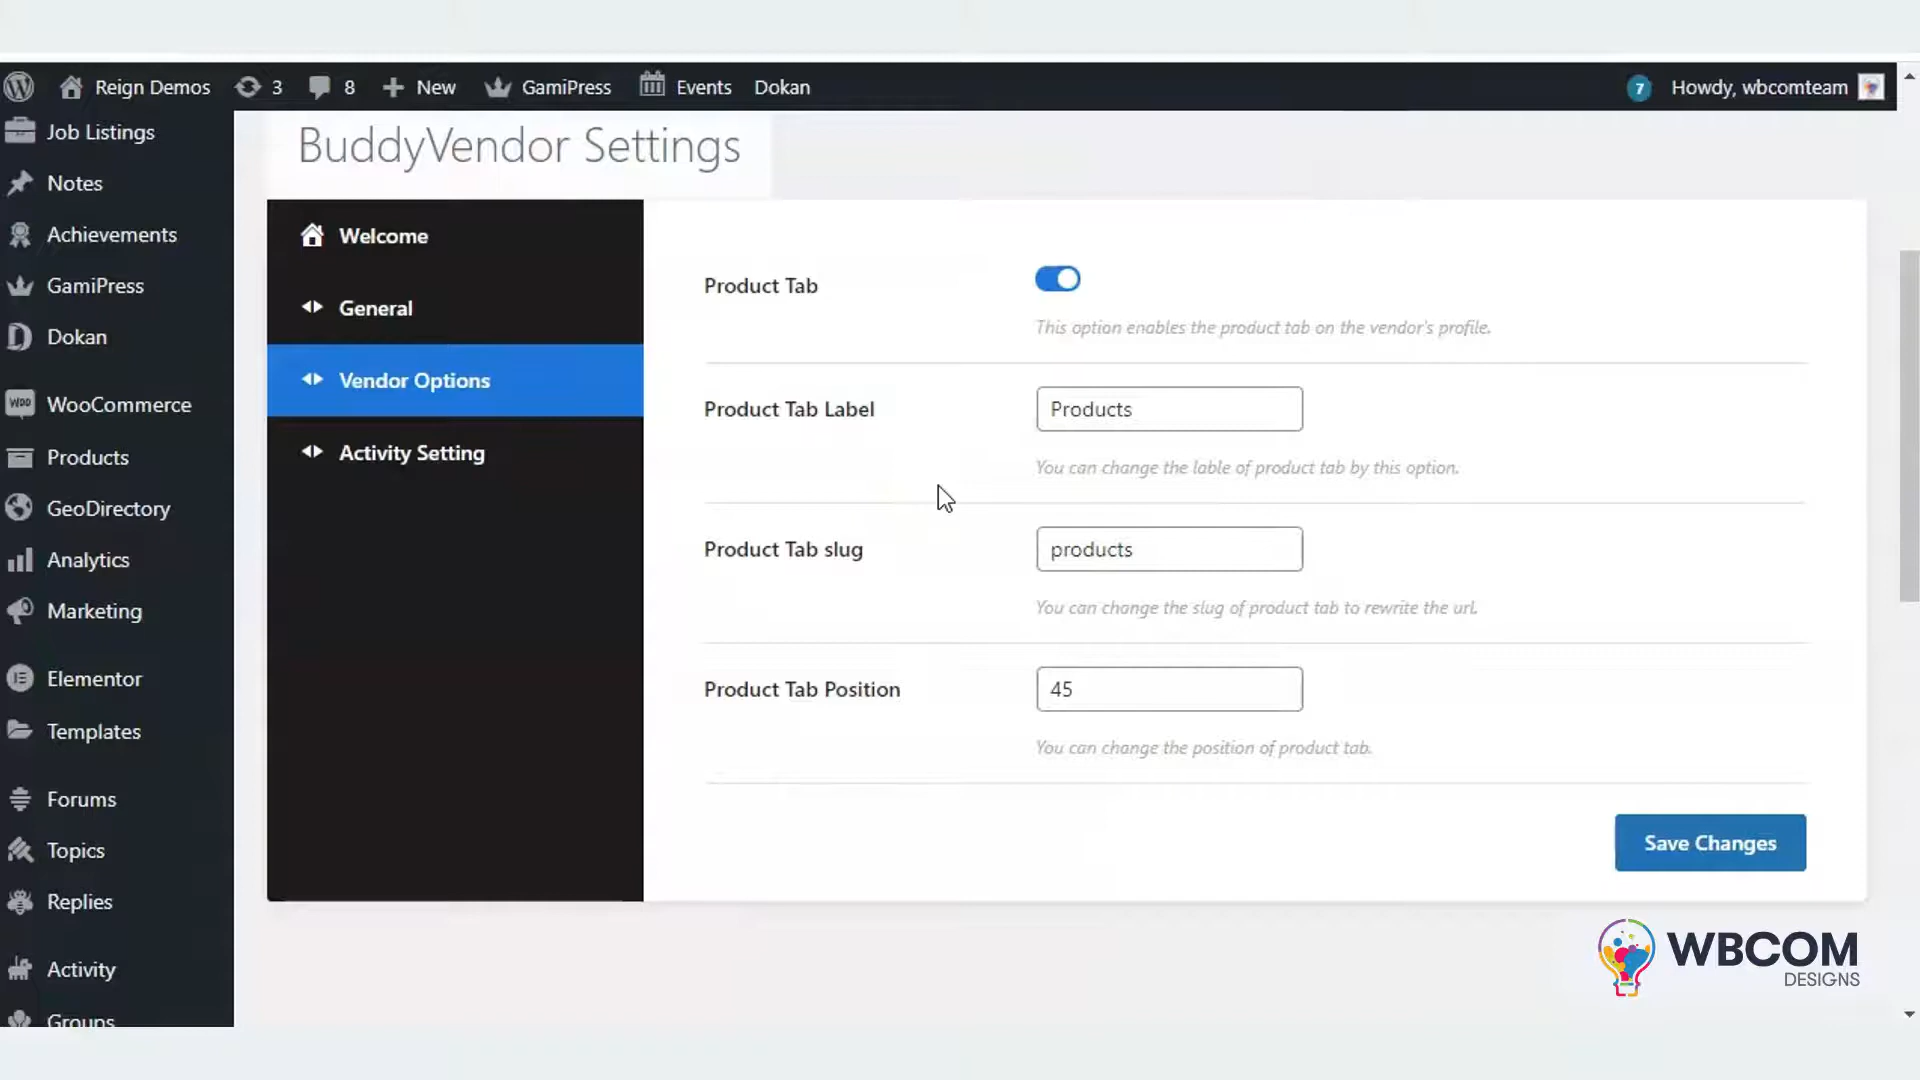 Reign Demos 3 8 New GamiPress Events Dokan 7 Howdy, wbcomteam
Job Listings
Notes
Achievements
GamiPress
Dokan
WOO WooCommerce
Products
GeoDirectory
Analytics
Marketing
Elementor
Templates
Forums
Topics
Replies
Activity
Groups
BuddyVendor Settings
Welcome
General
Vendor Options
Activity Setting
Product Tab
This option enables the product tab on the vendor's profile.
Product Tab Label
Products
You can change the lable of product tab by this option.
Product Tab slug
products
You can change the slug of product tab to rewrite the url.
Product Tab Position
45
You can change the position of product tab.
Save Changes
WBCOM
DESIGNS